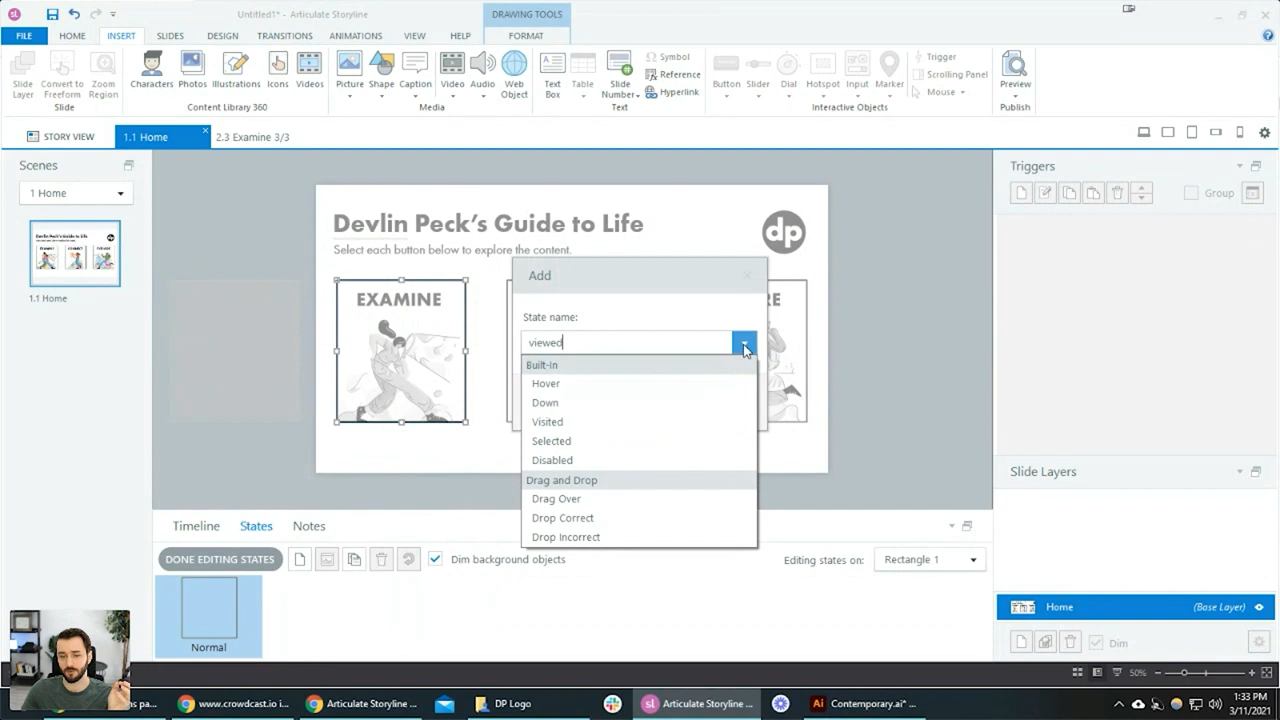 Untitled1* - Articulate Storyline
DRAWING TOOLS
FILE
HOME
INSERT
SLIDES
DESIGN
TRANSITIONS
ANIMATIONS
VIEW
HELP
FORMAT
Slide Layer
Convert to Freeform
Zoom Region
Slide
Characters
Photos
Illustrations
Icons
Videos
Content Library 360
Picture
Shape
Caption
Video
Audio
Web Object
Media
Text Box
Table
Slide Number
Symbol
Reference
Hyperlink
Text
Button
Slider
Dial
Hotspot
Input
Marker
Trigger
Scrolling Panel
Mouse
Interactive Objects
Preview
Publish
STORY VIEW
1.1 Home
2.3 Examine 3/3
Scenes
1 Home
1.1 Home
Devlin Peck's Guide to Life
dp
Select each button below to explore the content.
EXAMINE
Add
State name:
viewed
Built-In
Hover
Down
Visited
Selected
Disabled
Drag and Drop
Drag Over
Drop Correct
Drop Incorrect
Triggers
Group
Slide Layers
Home
(Base Layer)
Dim
Timeline
States
Notes
DONE EDITING STATES
Dim background objects
Editing states on:
Rectangle 1
Normal
50%
www.crowdcast.io i...
Articulate Storyline ...
DP Logo
Articulate Storyline ...
Contemporary.ai* ...
1:33 PM
3/11/2021